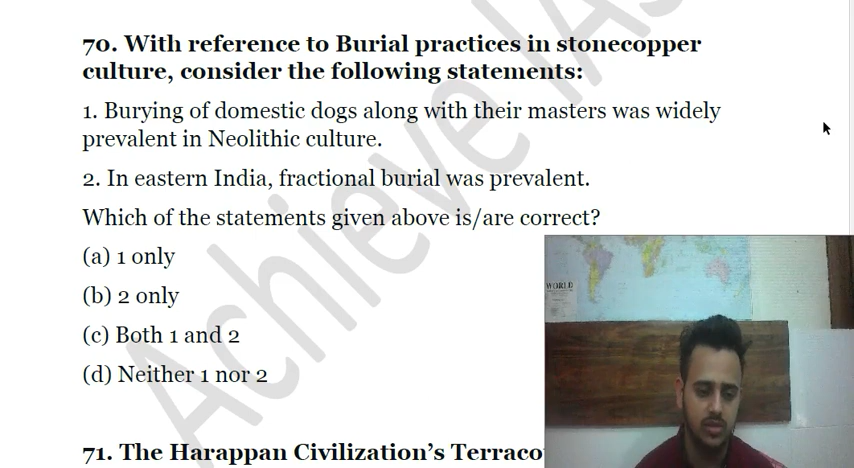 70. With reference to Burial practices in stonecopper
culture, consider the following statements:
1. Burying of domestic dogs along with their masters was widely
prevalent in Neolithic culture.
2. In eastern India, fractional burial was prevalent.
Which of the statements given above is/are correct?
(a) 1 only
(b) 2 only
(c) Both 1 and 2
(d) Neither 1 nor 2
71. The Harappan Civilization's Terraco
Achieve IAS
WORLD